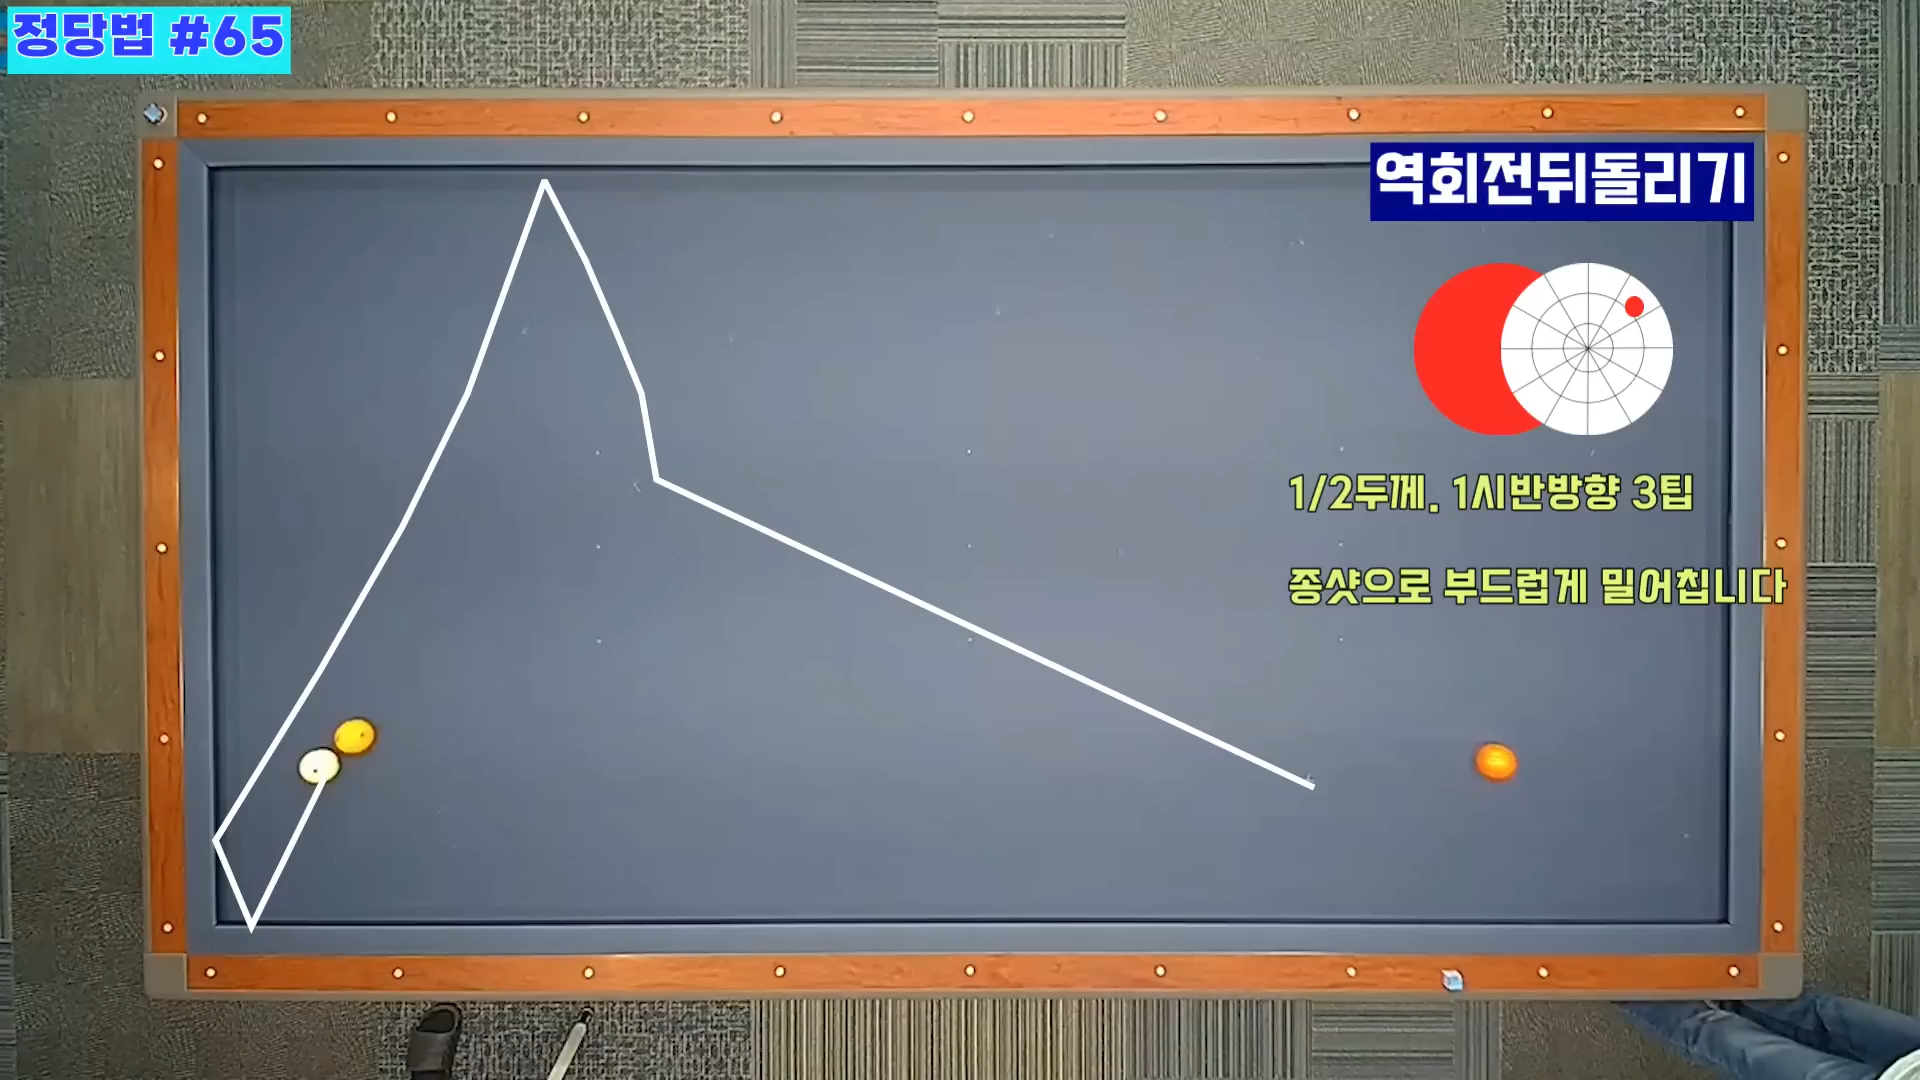 정당법 #65
역회전뒤돌리기
1/2두께. 1시반방향 3팁
종샷으로 부드럽게 밀어칩니다